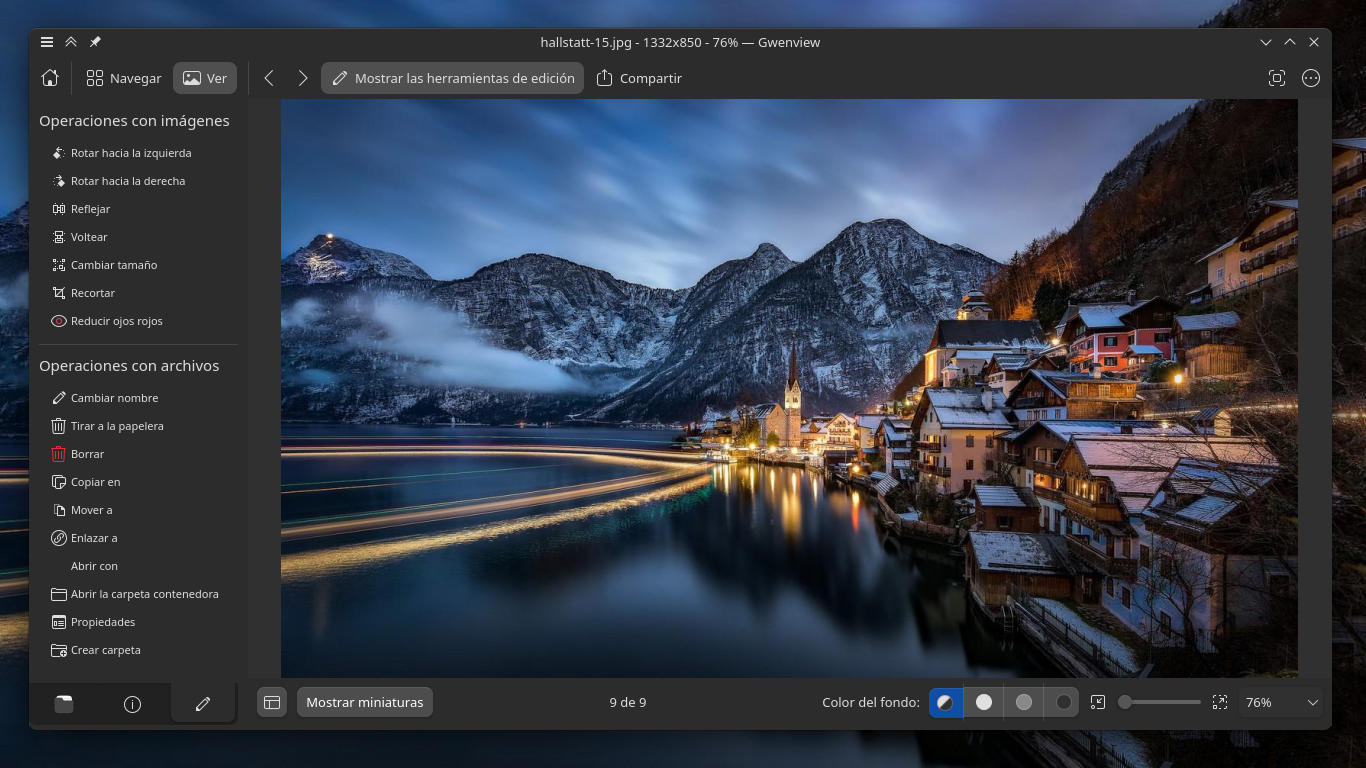 hallstatt-15.jpg - 1332x850 - 76% — Gwenview
Navegar
Ver
Mostrar las herramientas de edición
Compartir
Operaciones con imágenes
Rotar hacia la izquierda
Rotar hacia la derecha
Reflejar
Voltear
Cambiar tamaño
Recortar
Reducir ojos rojos
Operaciones con archivos
Cambiar nombre
Tirar a la papelera
Borrar
Copiar en
Mover a
Enlazar a
Abrir con
Abrir la carpeta contenedora
Propiedades
Crear carpeta
Mostrar miniaturas
9 de 9
Color del fondo:
76%